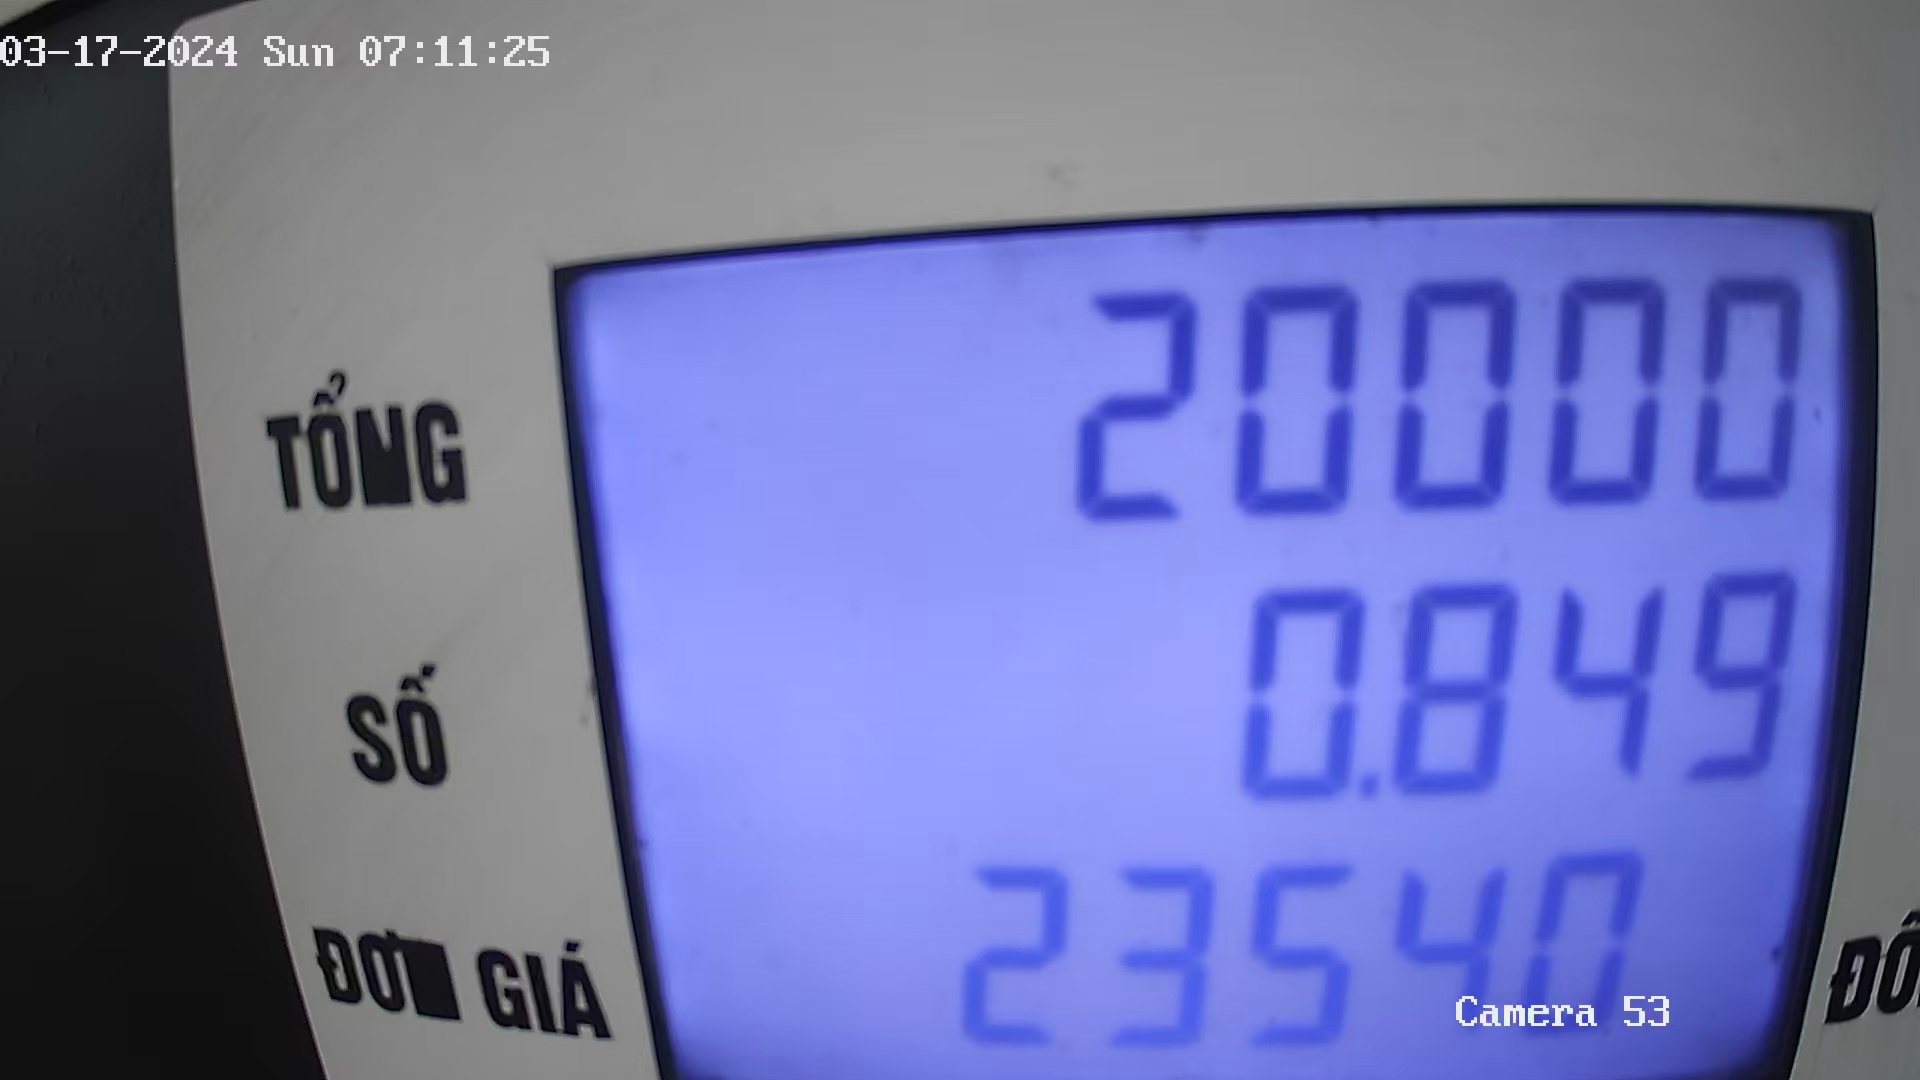 03-17-2024 Sun 07:11:25
TỔNG 20000
SỐ 0.849
ĐƠN GIÁ 23540
Camera 53